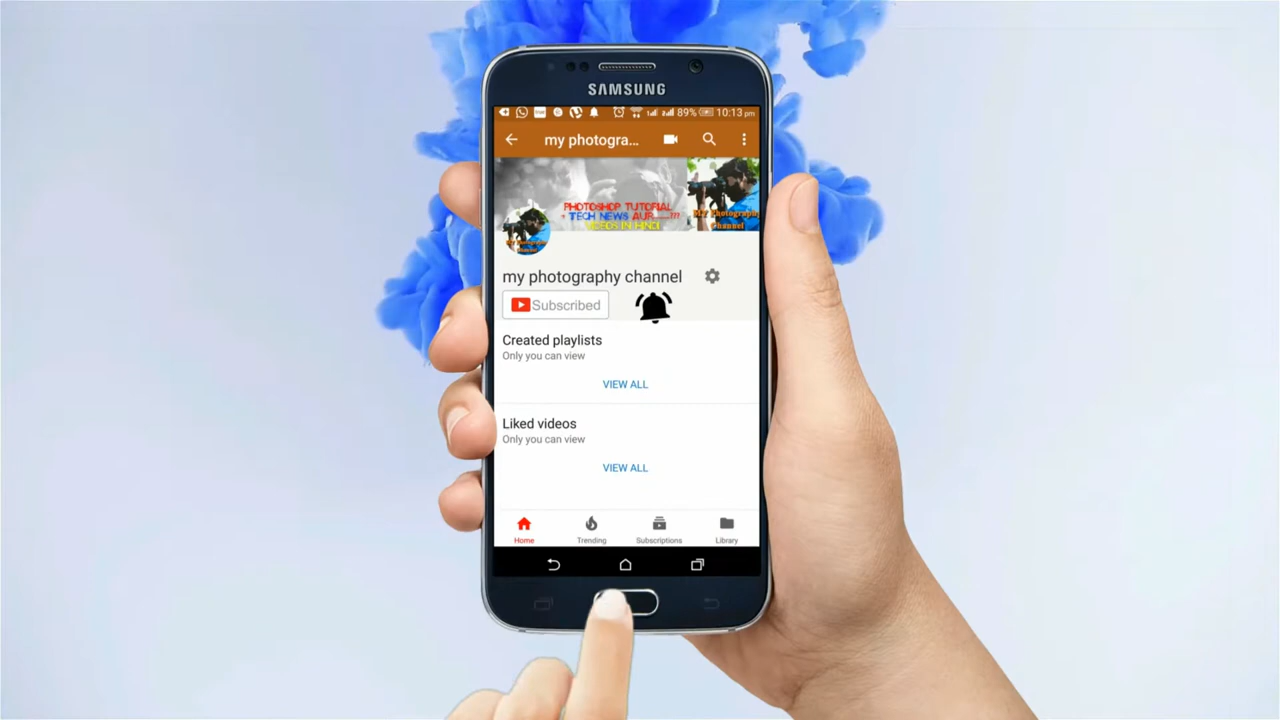 SAMSUNG
89% 10:13 pm
my photogra...
PHOTOSHOP TUTORIAL
+ TECH NEWS AUR......???
VIDEOS IN HINDI
MY Photography
Channel
my photography channel
Subscribed
Created playlists
Only you can view
VIEW ALL
Liked videos
Only you can view
VIEW ALL
Home Trending Subscriptions Library